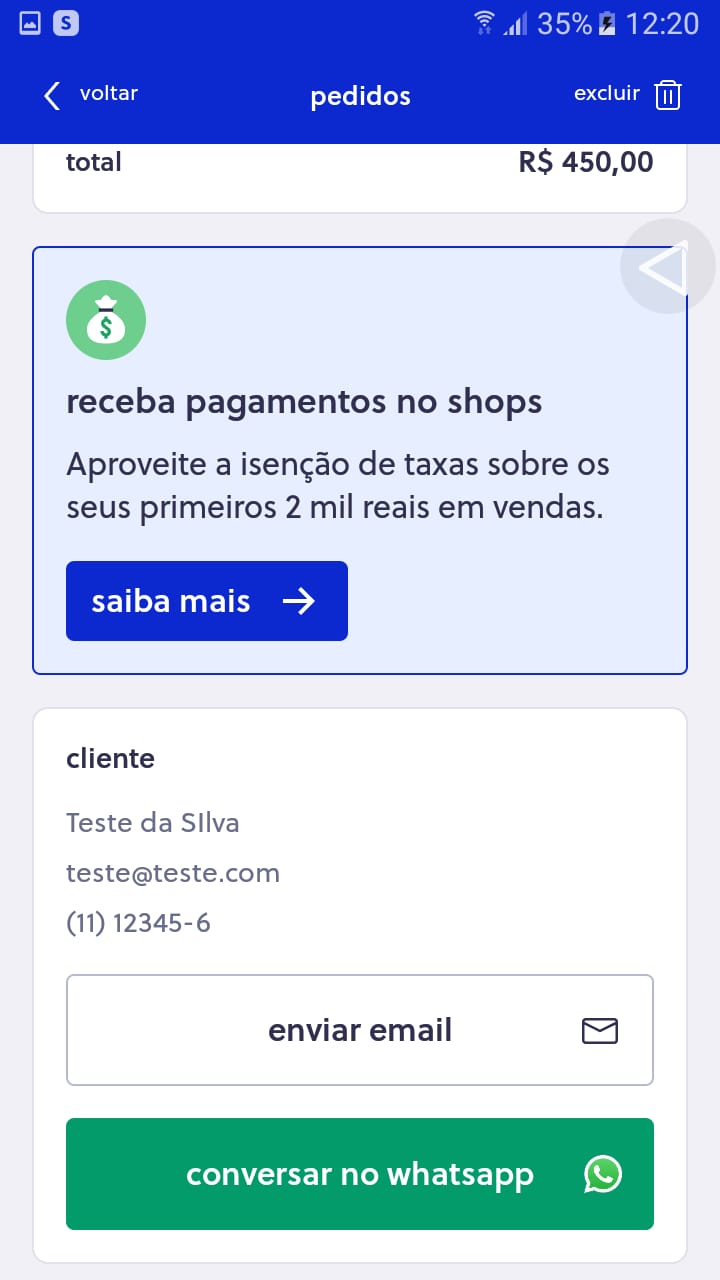 S 35% 12:20
voltar pedidos excluir
total R$ 450,00
$
receba pagamentos no shops
Aproveite a isenção de taxas sobre os
seus primeiros 2 mil reais em vendas.
saiba mais
cliente
Teste da SIlva
teste@teste.com
(11) 12345-6
enviar email
conversar no whatsapp